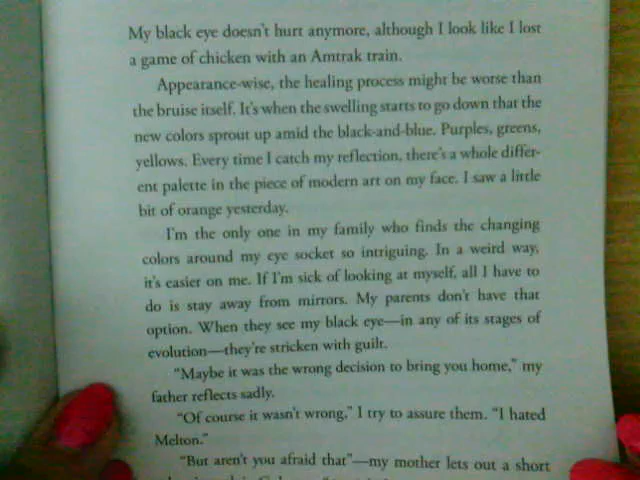 My black eye doesn't hurt anymore, although I look like I lost
a game of chicken with an Amtrak train.
Appearance-wise, the healing process might be worse than
the bruise itself. It's when the swelling starts to go down that the
new colors sprout up amid the black-and-blue. Purples, greens,
yellows. Every time I catch my reflection, there's a whole differ-
ent palette in the piece of modern art on my face. I saw a little
bit of orange yesterday.
I'm the only one in my family who finds the changing
colors around my eye socket so intriguing. In a weird way,
it's easier on me. If I'm sick of looking at myself, all I have to
do is stay away from mirrors. My parents don't have that
option. When they see my black eye—in any of its stages of
evolution—they're stricken with guilt.
"Maybe it was the wrong decision to bring you home," my
father reflects sadly.
"Of course it wasn't wrong," I try to assure them. "I hated
Melton."
"But aren't you afraid that"—my mother lets out a short